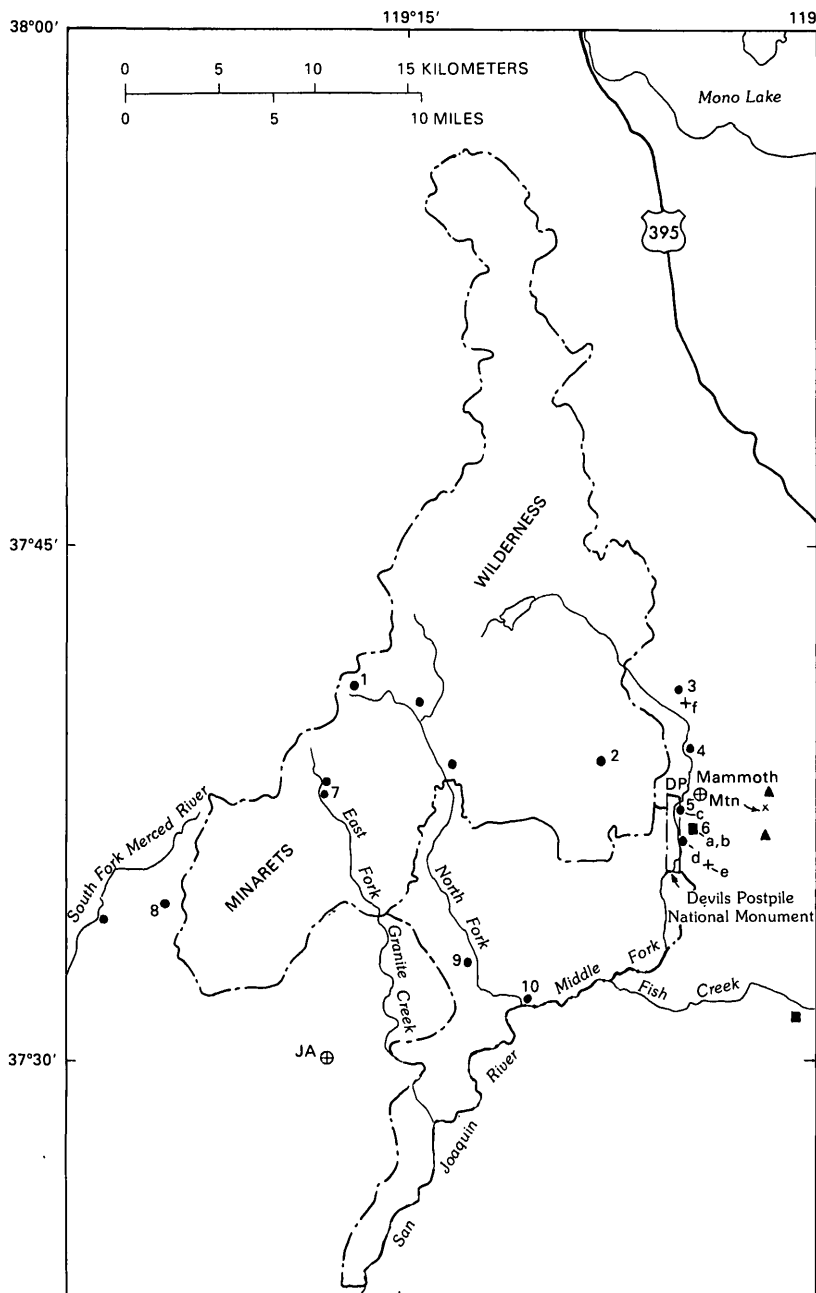 119°15'
119
38°00'
0 5 10 15 KILOMETERS
0 5 10 MILES
Mono Lake
395
WILDERNESS
37°45'
1
3
f
2
4
DP
Mammoth
Mtn
7
5
c
6
a,b
d
e
South Fork Merced River
East
Fork
Granite
Creek
MINARETS
8
North
Fork
Devils Postpile
National Monument
9
10
Middle
Fork
Fish
Creek
37°30'
JA
River
Joaquin
San